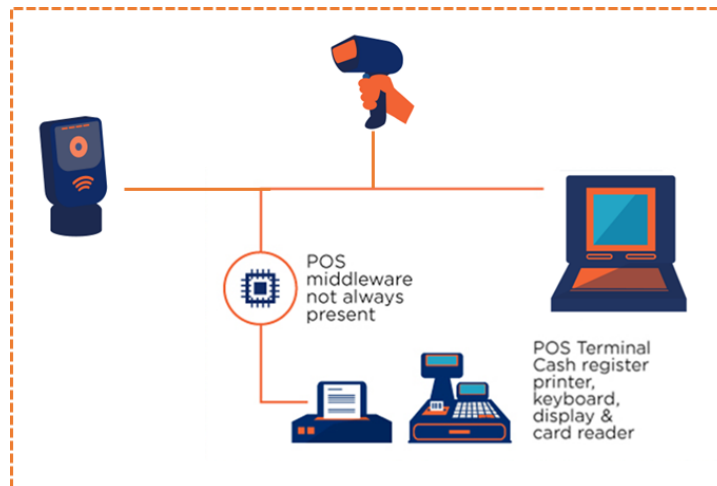 POS
middleware
not always
present
POS Terminal
Cash register
printer,
keyboard,
display &
card reader